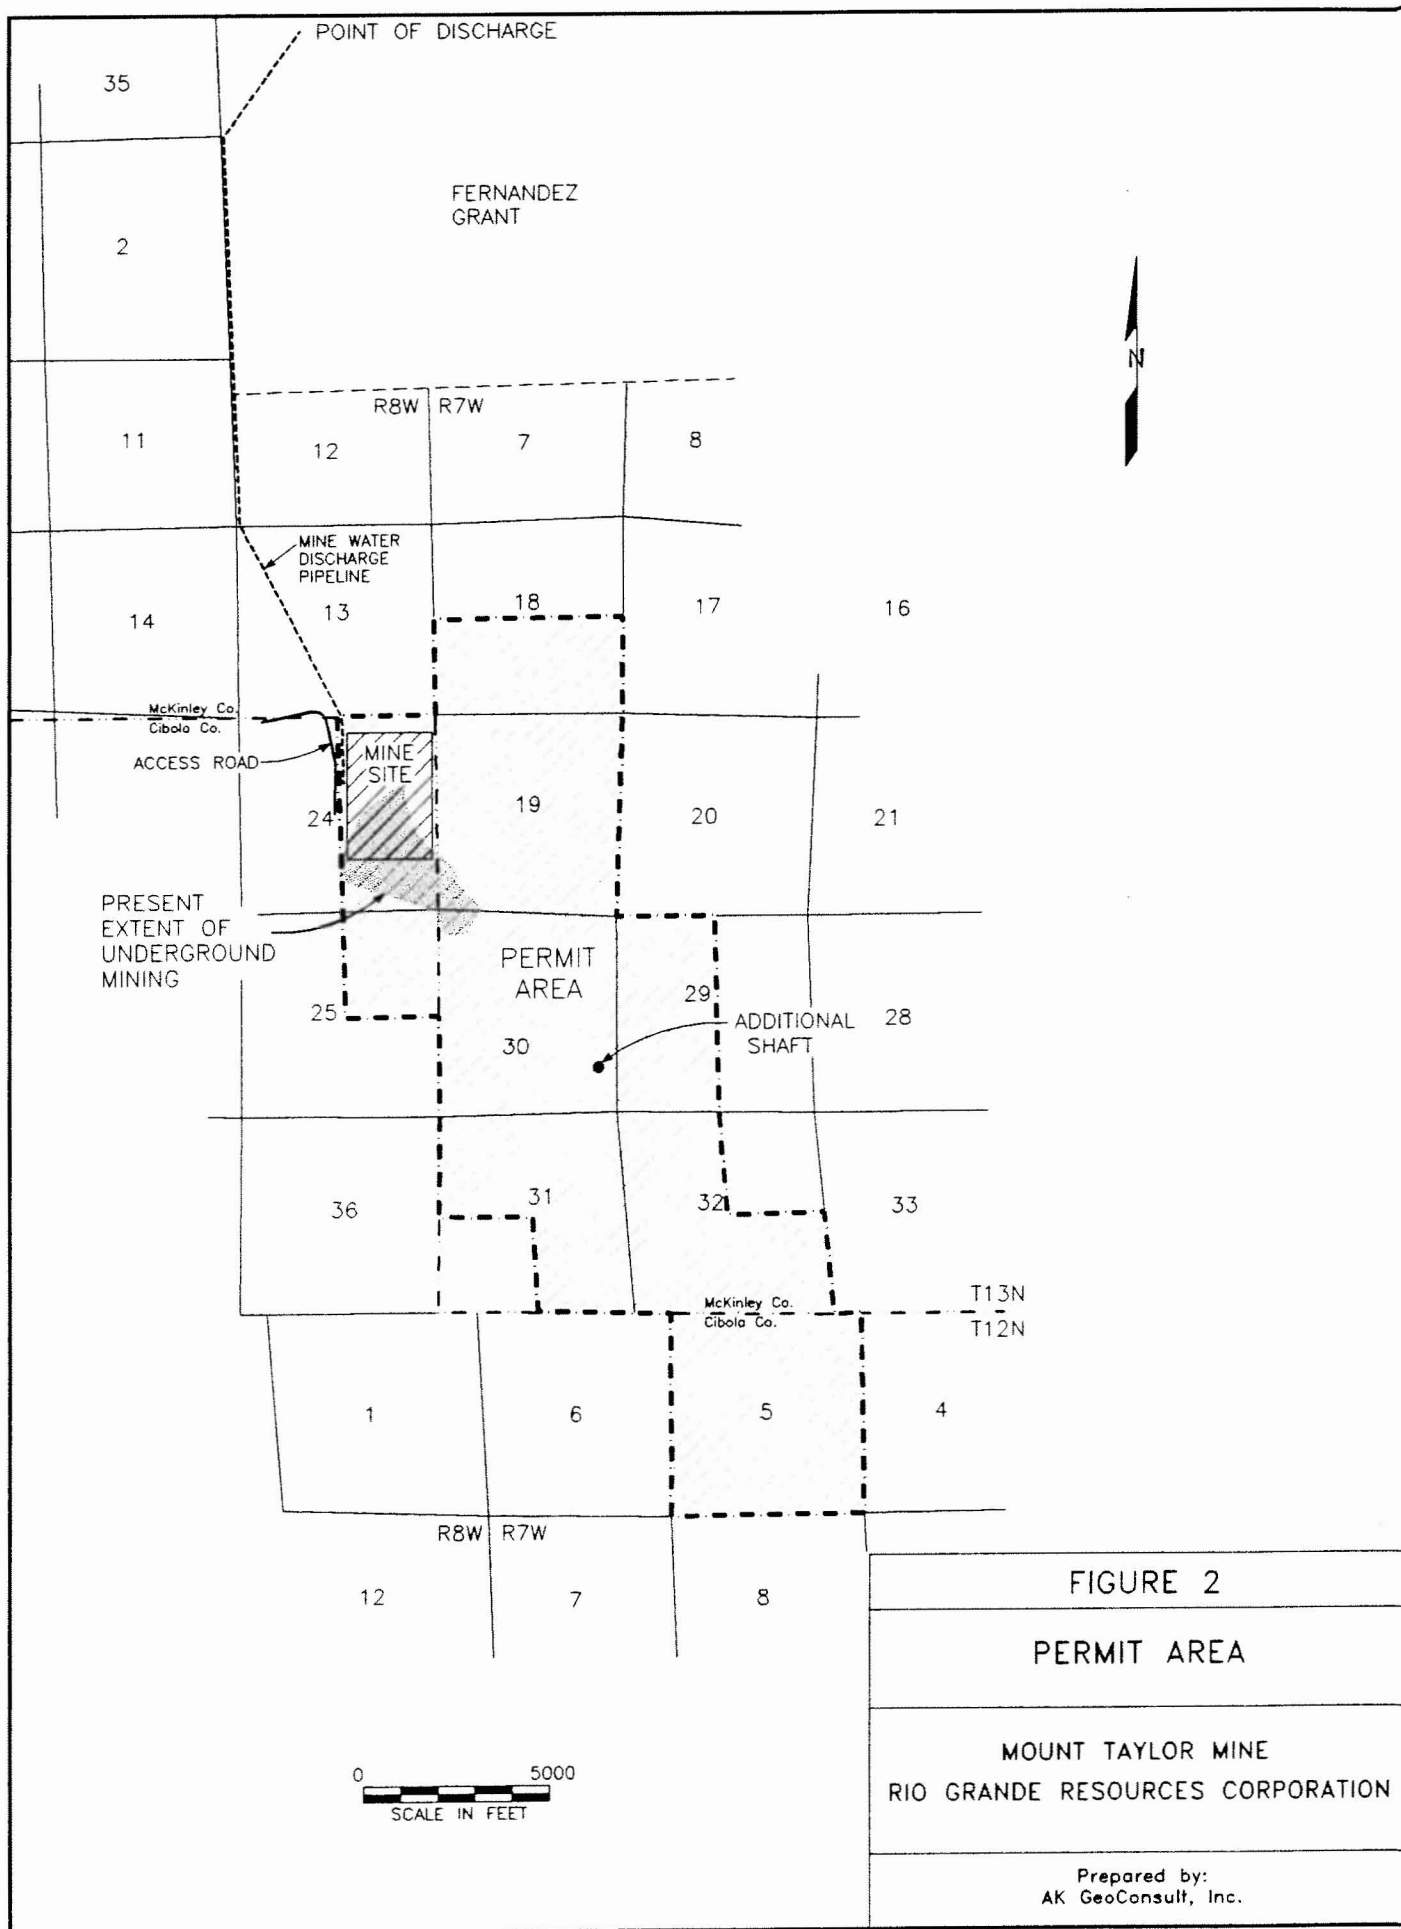 POINT OF DISCHARGE
35
FERNANDEZ
GRANT
2
N
R8W R7W
11
12
7
8
MINE WATER
DISCHARGE
PIPELINE
14
13
18
17
16
McKinley Co.
Cibola Co.
ACCESS ROAD
MINE
SITE
24
19
20
21
PRESENT
EXTENT OF
UNDERGROUND
MINING
PERMIT
AREA
25
29
28
30
ADDITIONAL
SHAFT
36
31
32
33
McKinley Co.
Cibola Co.
T13N
T12N
1
6
5
4
R8W R7W
12
7
8
0 5000
SCALE IN FEET
FIGURE 2
PERMIT AREA
MOUNT TAYLOR MINE
RIO GRANDE RESOURCES CORPORATION
Prepared by:
AK GeoConsult, Inc.